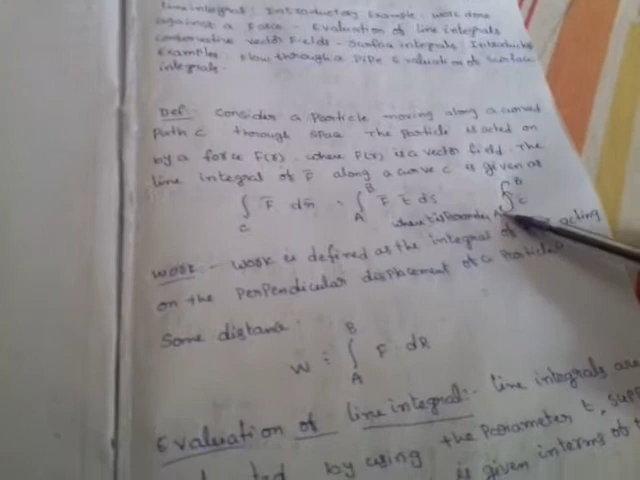 line integral: Introductory Example: work done
against a Force - Evaluation of line integrals
conservative vector Fields - Surface integrals: Introductory
Examples: Flow through a Pipe Evaluation of Surface
integrals.
Def:- Consider a Particle moving along a curved
Path C through Space The Particle is acted on
by a force F(r). where F(r) is a vector field. The
line integral of F̄ along a curve c is given as
∫ F̄ dr̄ = ∫ F̄ t ds
C A B
∫ B C A
where t is
acting
Work:- Work is defined as the integral of
on the Perpendicular displacement of a Particle
Some distance.
W = ∫ F dR
A B
Evaluation of line integral:- line integrals are
by using the Parameter t,
is given interms of